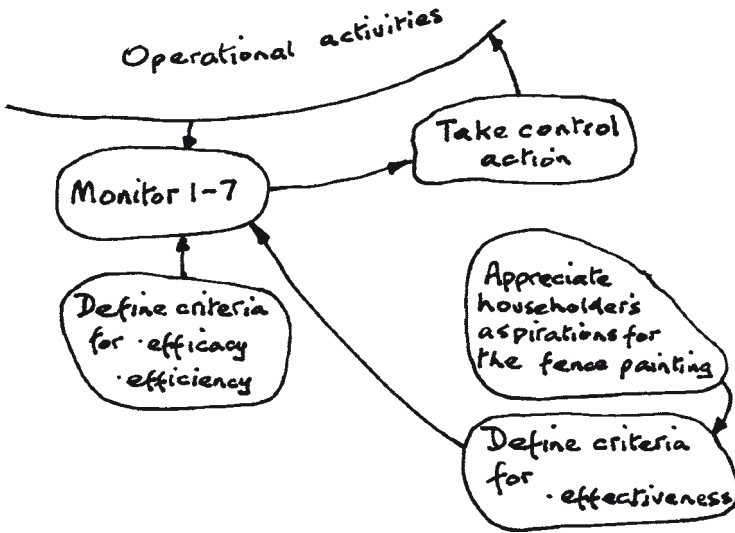 Operational activities
Take control
action
Monitor 1-7
Appreciate
householder's
aspirations for
the fence painting
Define criteria
for · efficacy
· efficiency
Define criteria
for
· effectiveness